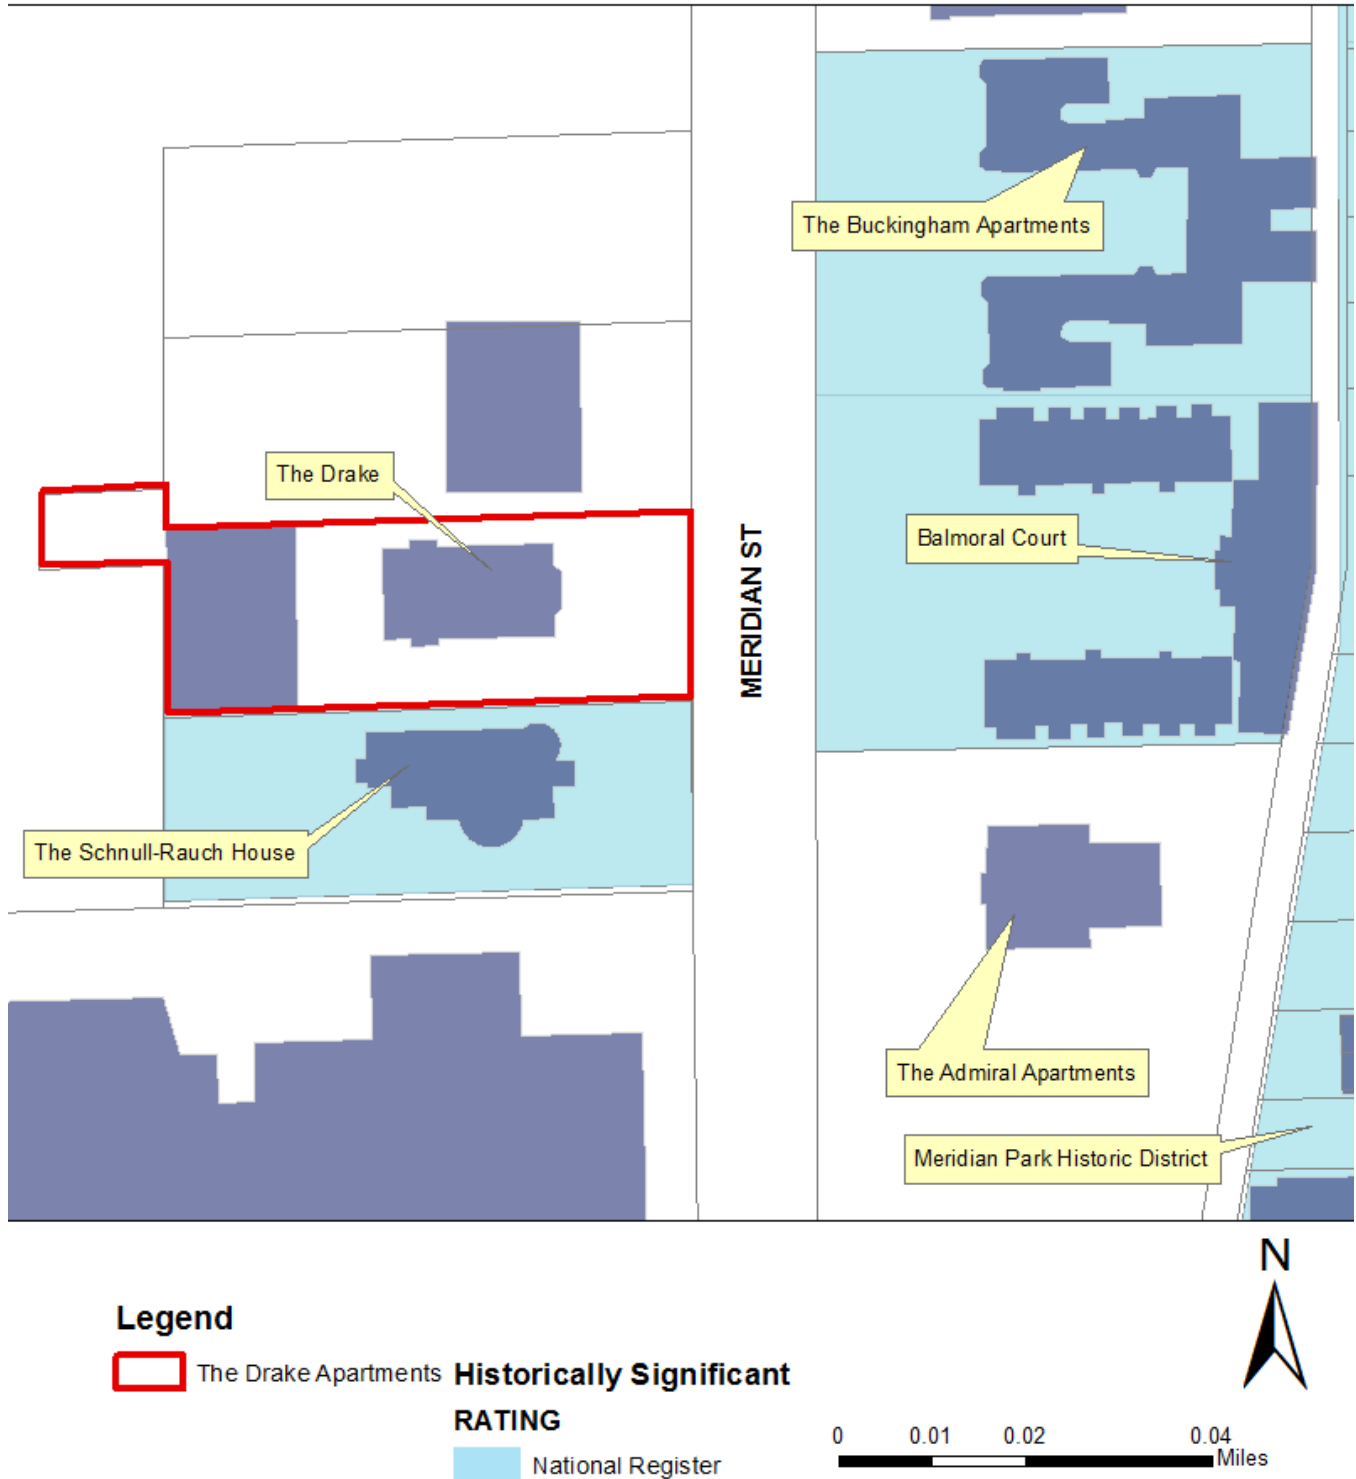 The Buckingham Apartments
The Drake
Balmoral Court
MERIDIAN ST
The Schnull-Rauch House
The Admiral Apartments
Meridian Park Historic District
N
Legend
The Drake Apartments
Historically Significant
RATING
National Register
0 0.01 0.02 0.04
Miles